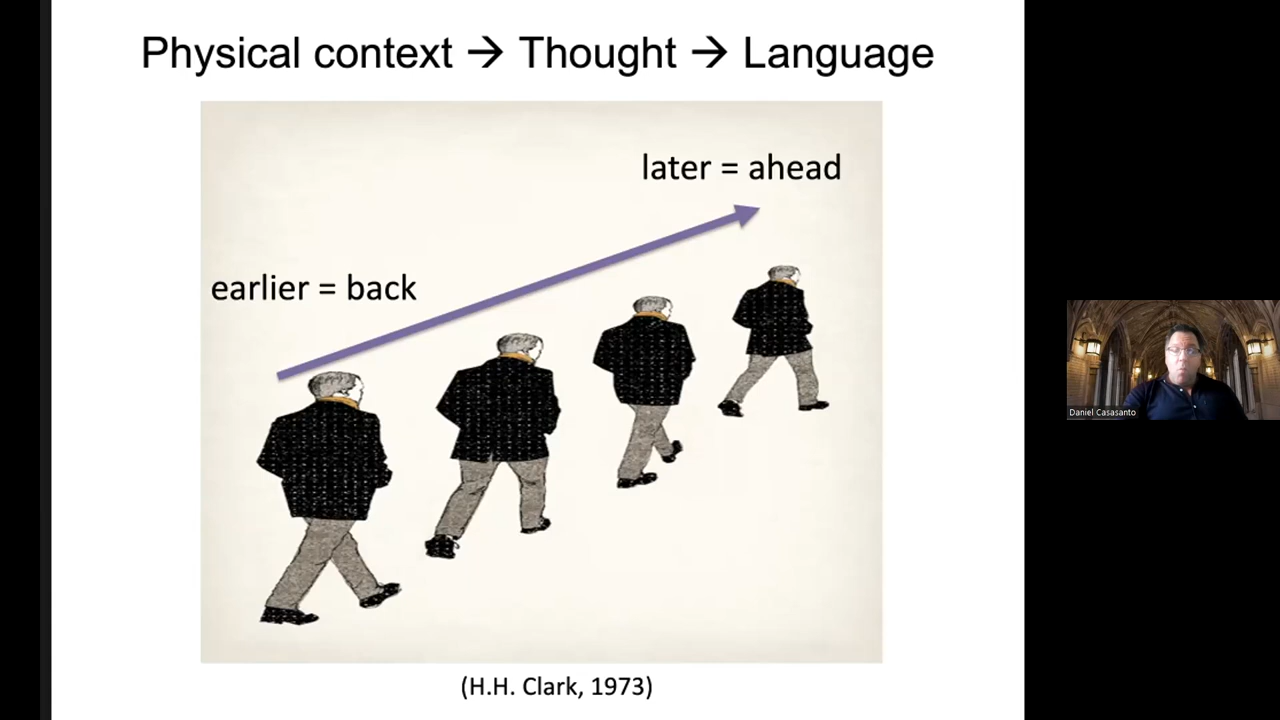 Physical context → Thought → Language
later = ahead
earlier = back
(H.H. Clark, 1973)
Daniel Casasanto